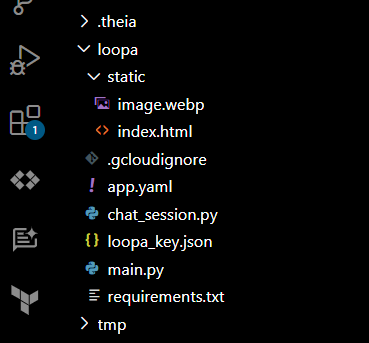 .theia
loopa
static
image.webp
index.html
.gcloudignore
app.yaml
chat_session.py
loopa_key.json
main.py
requirements.txt
tmp
1